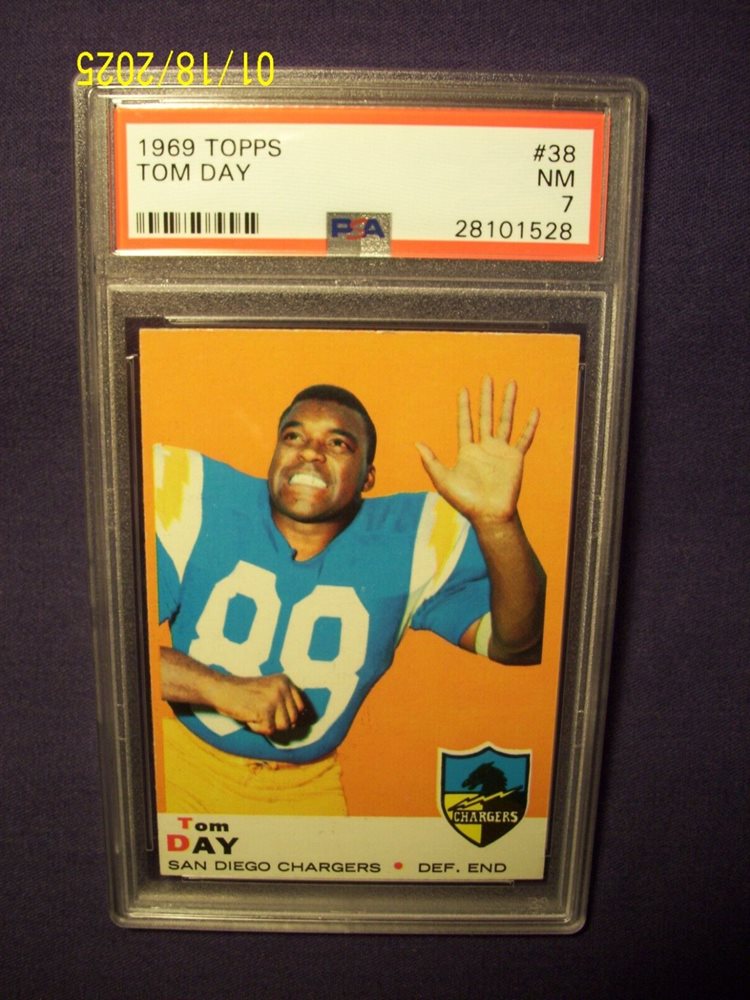 01/18/2025
1969 TOPPS
TOM DAY
#38
NM
7
PSA
28101528
88
CHARGERS
Tom
DAY
SAN DIEGO CHARGERS • DEF. END